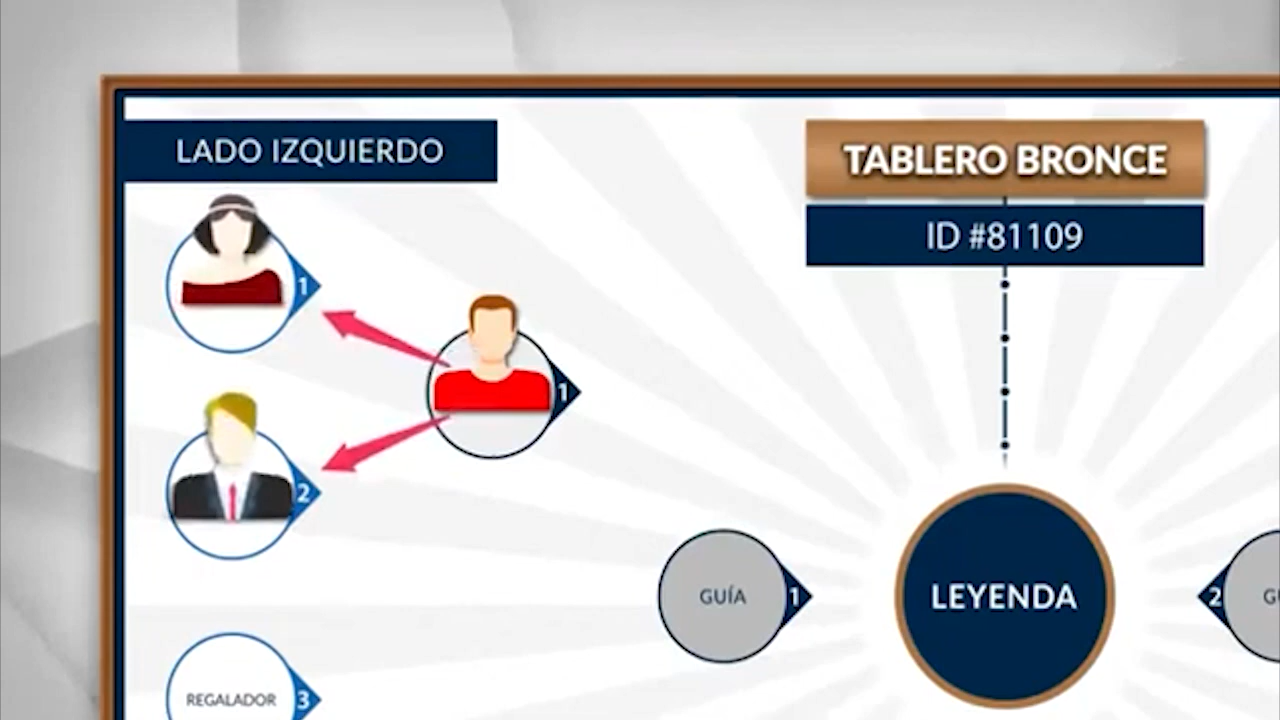 LADO IZQUIERDO
TABLERO BRONCE
ID #81109
1
1
2
GUÍA 1
LEYENDA
2
REGALADOR 3